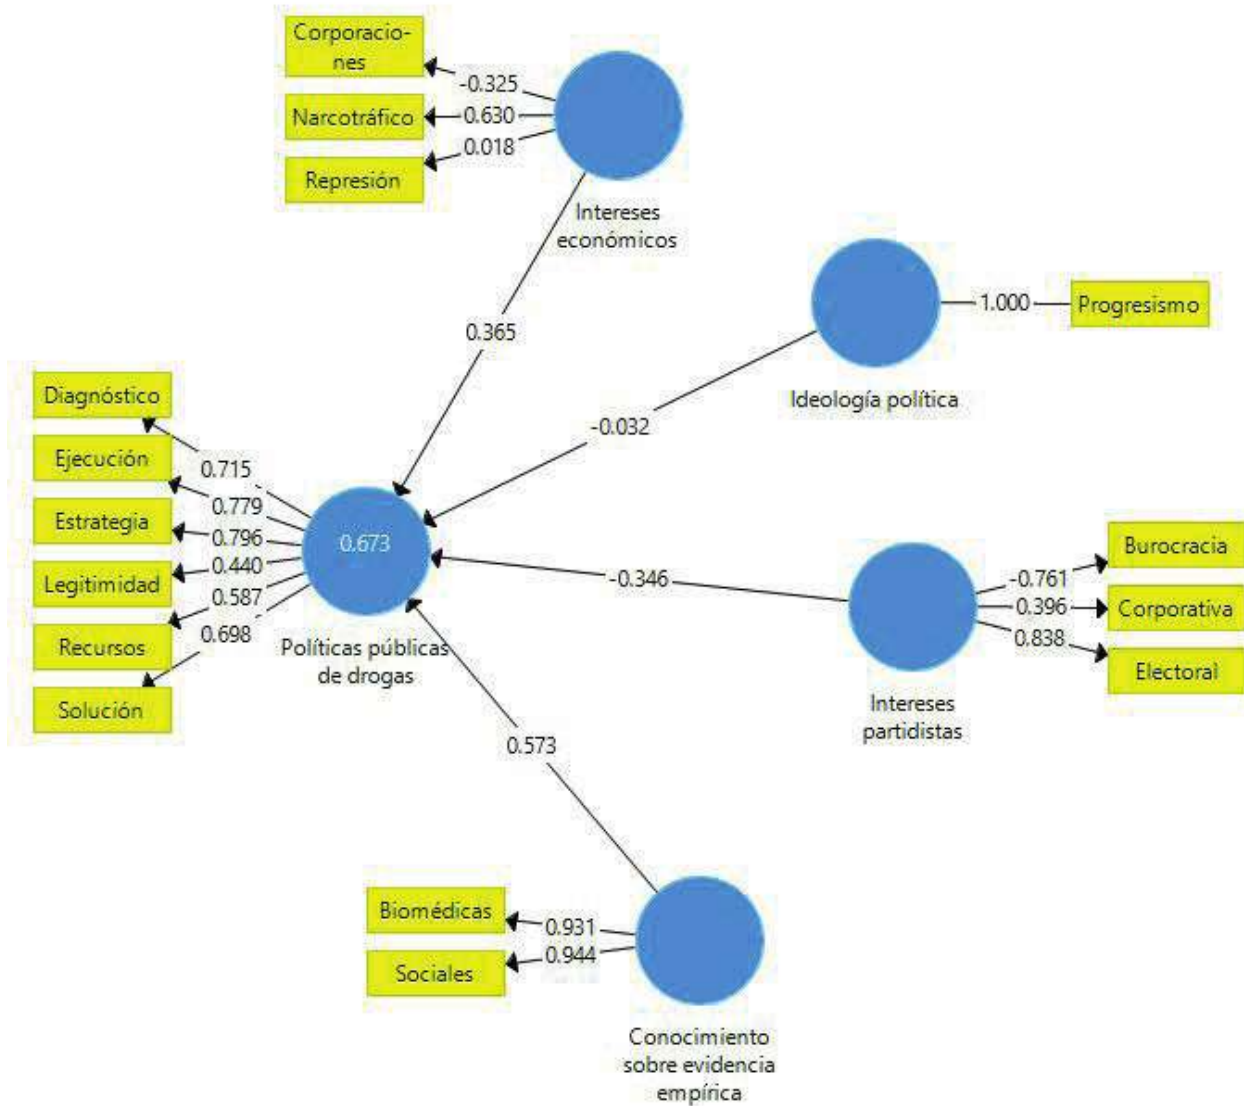 Corporacio-
nes
-0.325
Narcotráfico
0.630
0.018
Represión
Intereses
económicos
0.365
1.000
Progresismo
Ideología política
-0.032
Diagnóstico
0.715
Ejecución
0.779
Estrategia
0.796
0.440
Legitimidad
0.587
Recursos
0.698
Solución
0.673
Políticas públicas
de drogas
-0.346
Burocracia
-0.761
0.396
Corporativa
0.838
Electoral
Intereses
partidistas
0.573
Biomédicas
0.931
0.944
Sociales
Conocimiento
sobre evidencia
empírica